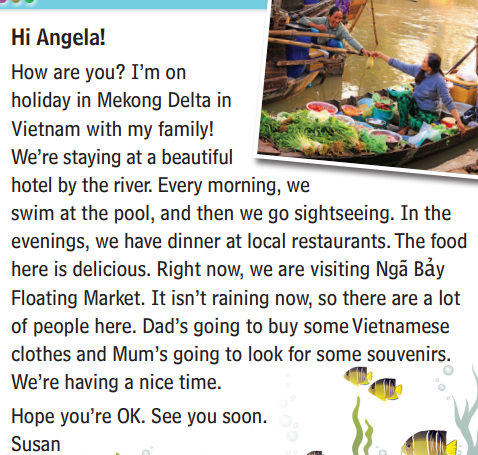 Hi Angela!
How are you? I'm on
holiday in Mekong Delta in
Vietnam with my family!
We're staying at a beautiful
hotel by the river. Every morning, we
swim at the pool, and then we go sightseeing. In the
evenings, we have dinner at local restaurants. The food
here is delicious. Right now, we are visiting Ngã Bảy
Floating Market. It isn't raining now, so there are a lot
of people here. Dad's going to buy some Vietnamese
clothes and Mum's going to look for some souvenirs.
We're having a nice time.
Hope you're OK. See you soon.
Susan